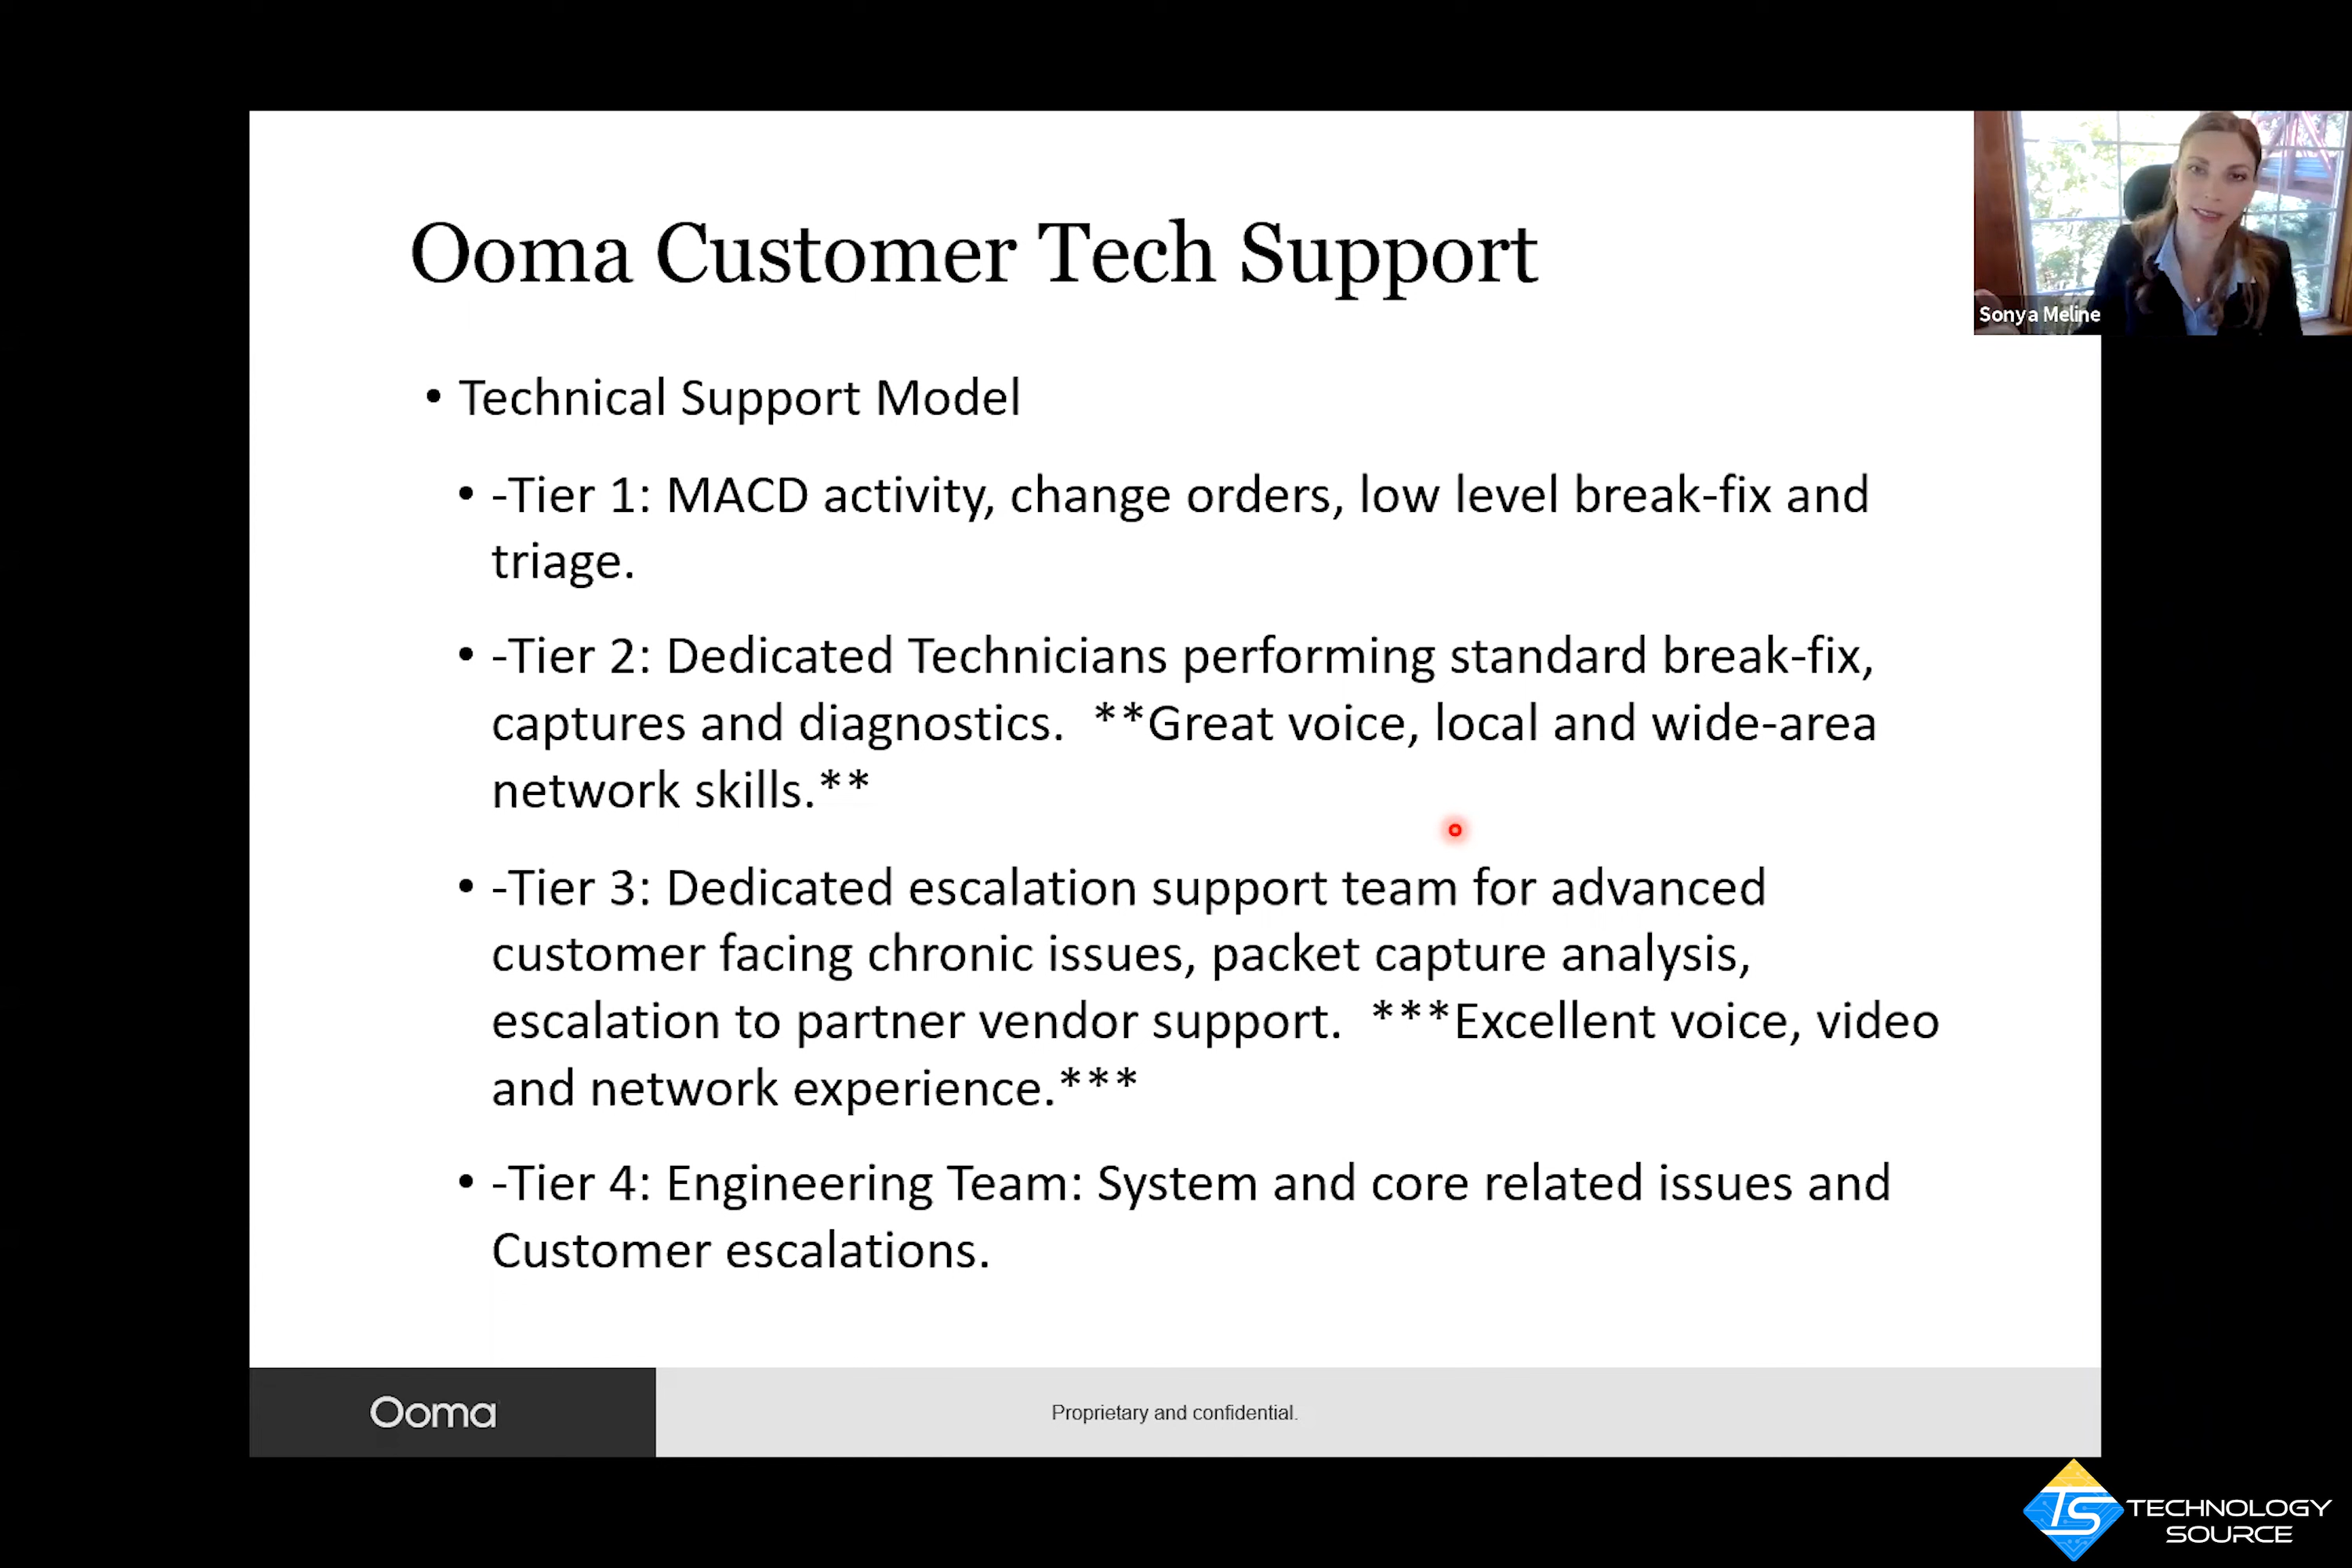 Ooma Customer Tech Support
Sonya Meline
• Technical Support Model
• -Tier 1: MACD activity, change orders, low level break-fix and
triage.
• -Tier 2: Dedicated Technicians performing standard break-fix,
captures and diagnostics.  **Great voice, local and wide-area
network skills.**
• -Tier 3: Dedicated escalation support team for advanced
customer facing chronic issues, packet capture analysis,
escalation to partner vendor support.  ***Excellent voice, video
and network experience.***
• -Tier 4: Engineering Team: System and core related issues and
Customer escalations.
Ooma
Proprietary and confidential.
TS
TECHNOLOGY
SOURCE